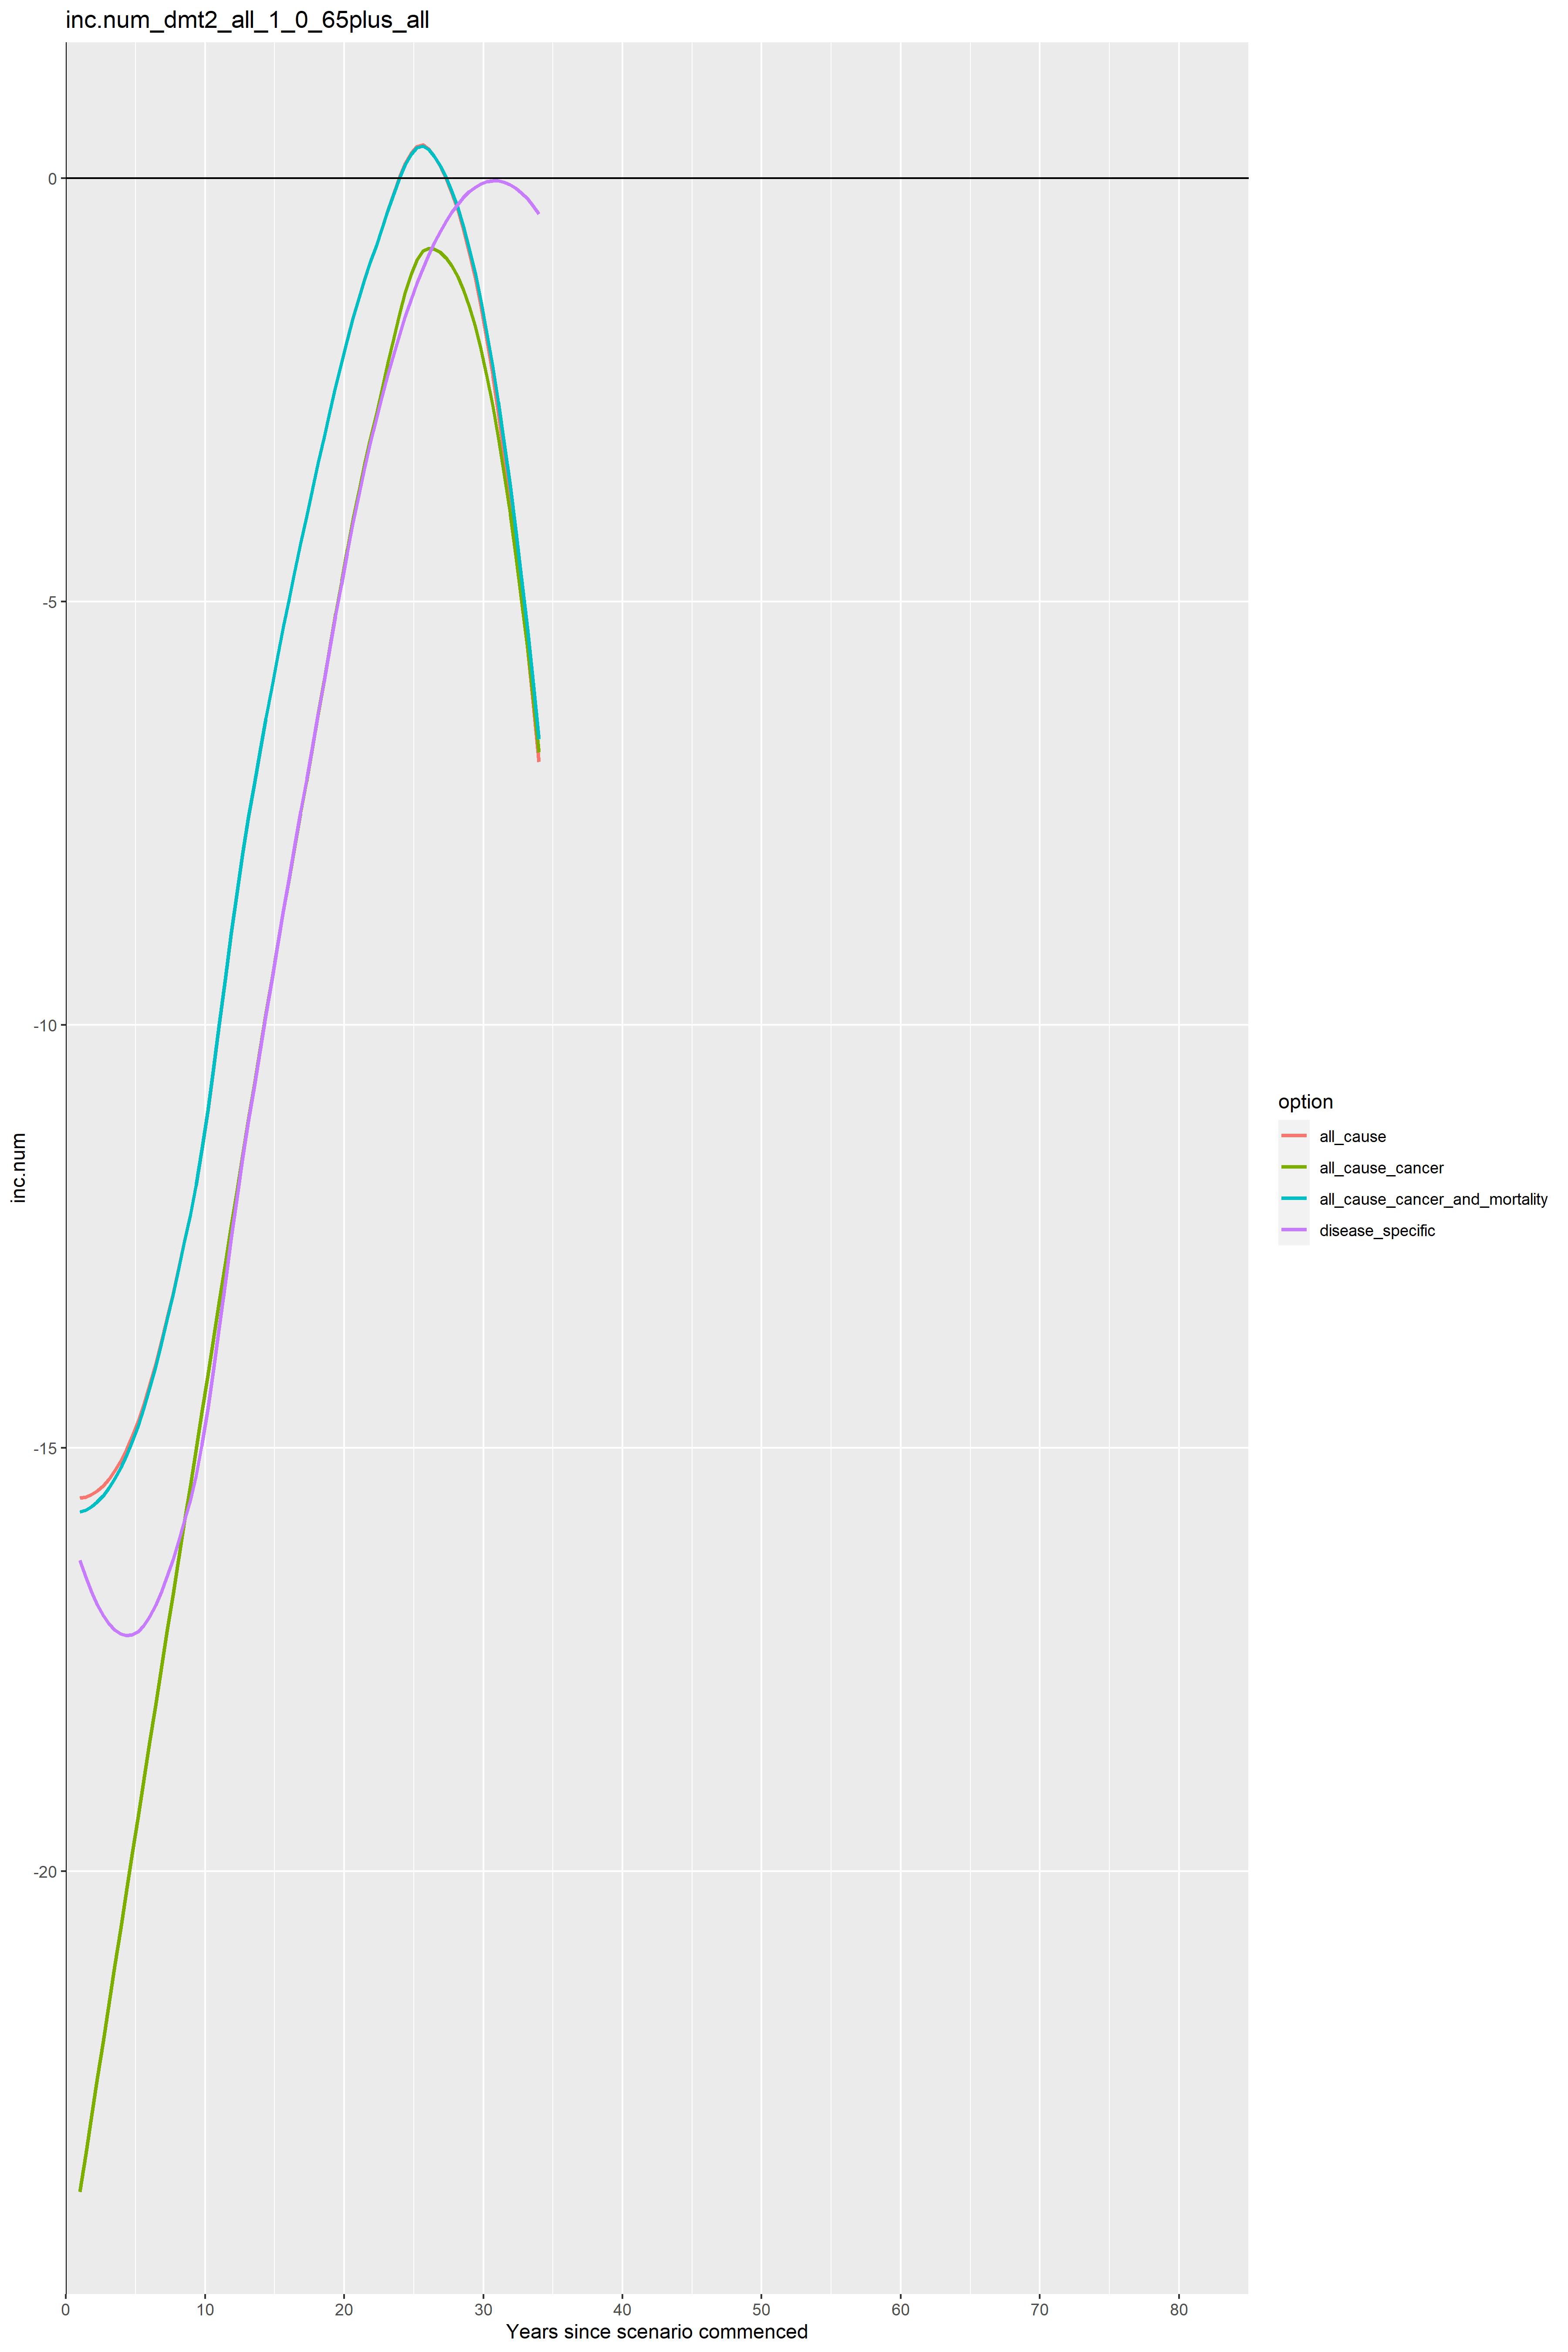 inc.num_dmt2_all_1_0_65plus_all
0
-5
-10
-15
-20
inc.num
0 10 20 30 40 50 60 70 80
Years since scenario commenced
option
all_cause
all_cause_cancer
all_cause_cancer_and_mortality
disease_specific